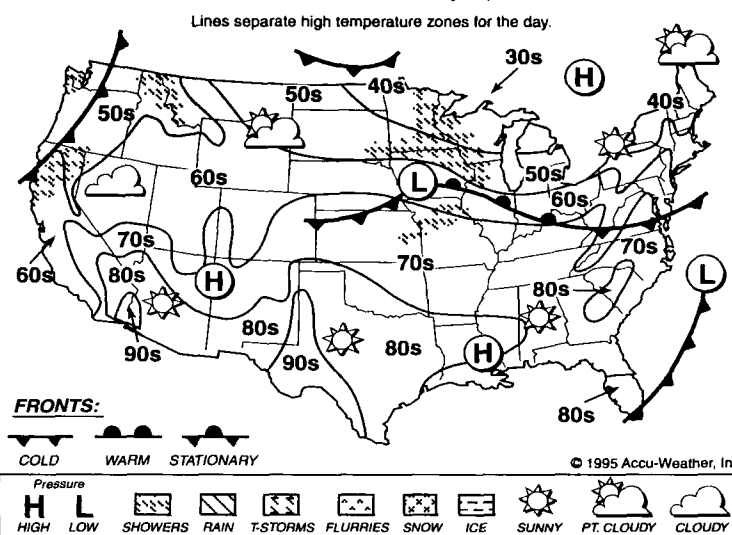 Lines separate high temperature zones for the day.
30s
H
40s
50s
50s
40s
60s
L
50s
60s
70s
70s
60s
80s
H
70s
L
80s
90s
80s
90s
80s
H
80s
FRONTS:
COLD WARM STATIONARY
© 1995 Accu-Weather, In
Pressure
H L
HIGH LOW SHOWERS RAIN T-STORMS FLURRIES SNOW ICE SUNNY PT. CLOUDY CLOUDY